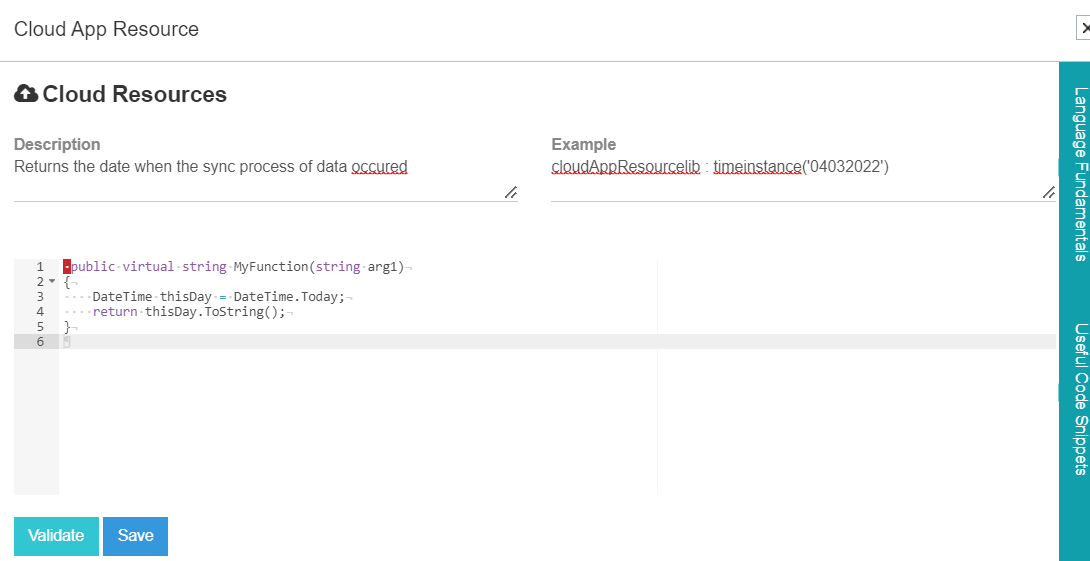 Cloud App Resource
Cloud Resources
Description
Returns the date when the sync process of data occured
Example
cloudAppResourcelib : timeinstance('04032022')
1 public virtual string MyFunction(string arg1)
2 {
3 DateTime thisDay = DateTime.Today;
4 return thisDay.ToString();
5 }
6
Validate
Save
Language Fundamentals
Useful Code Snippets